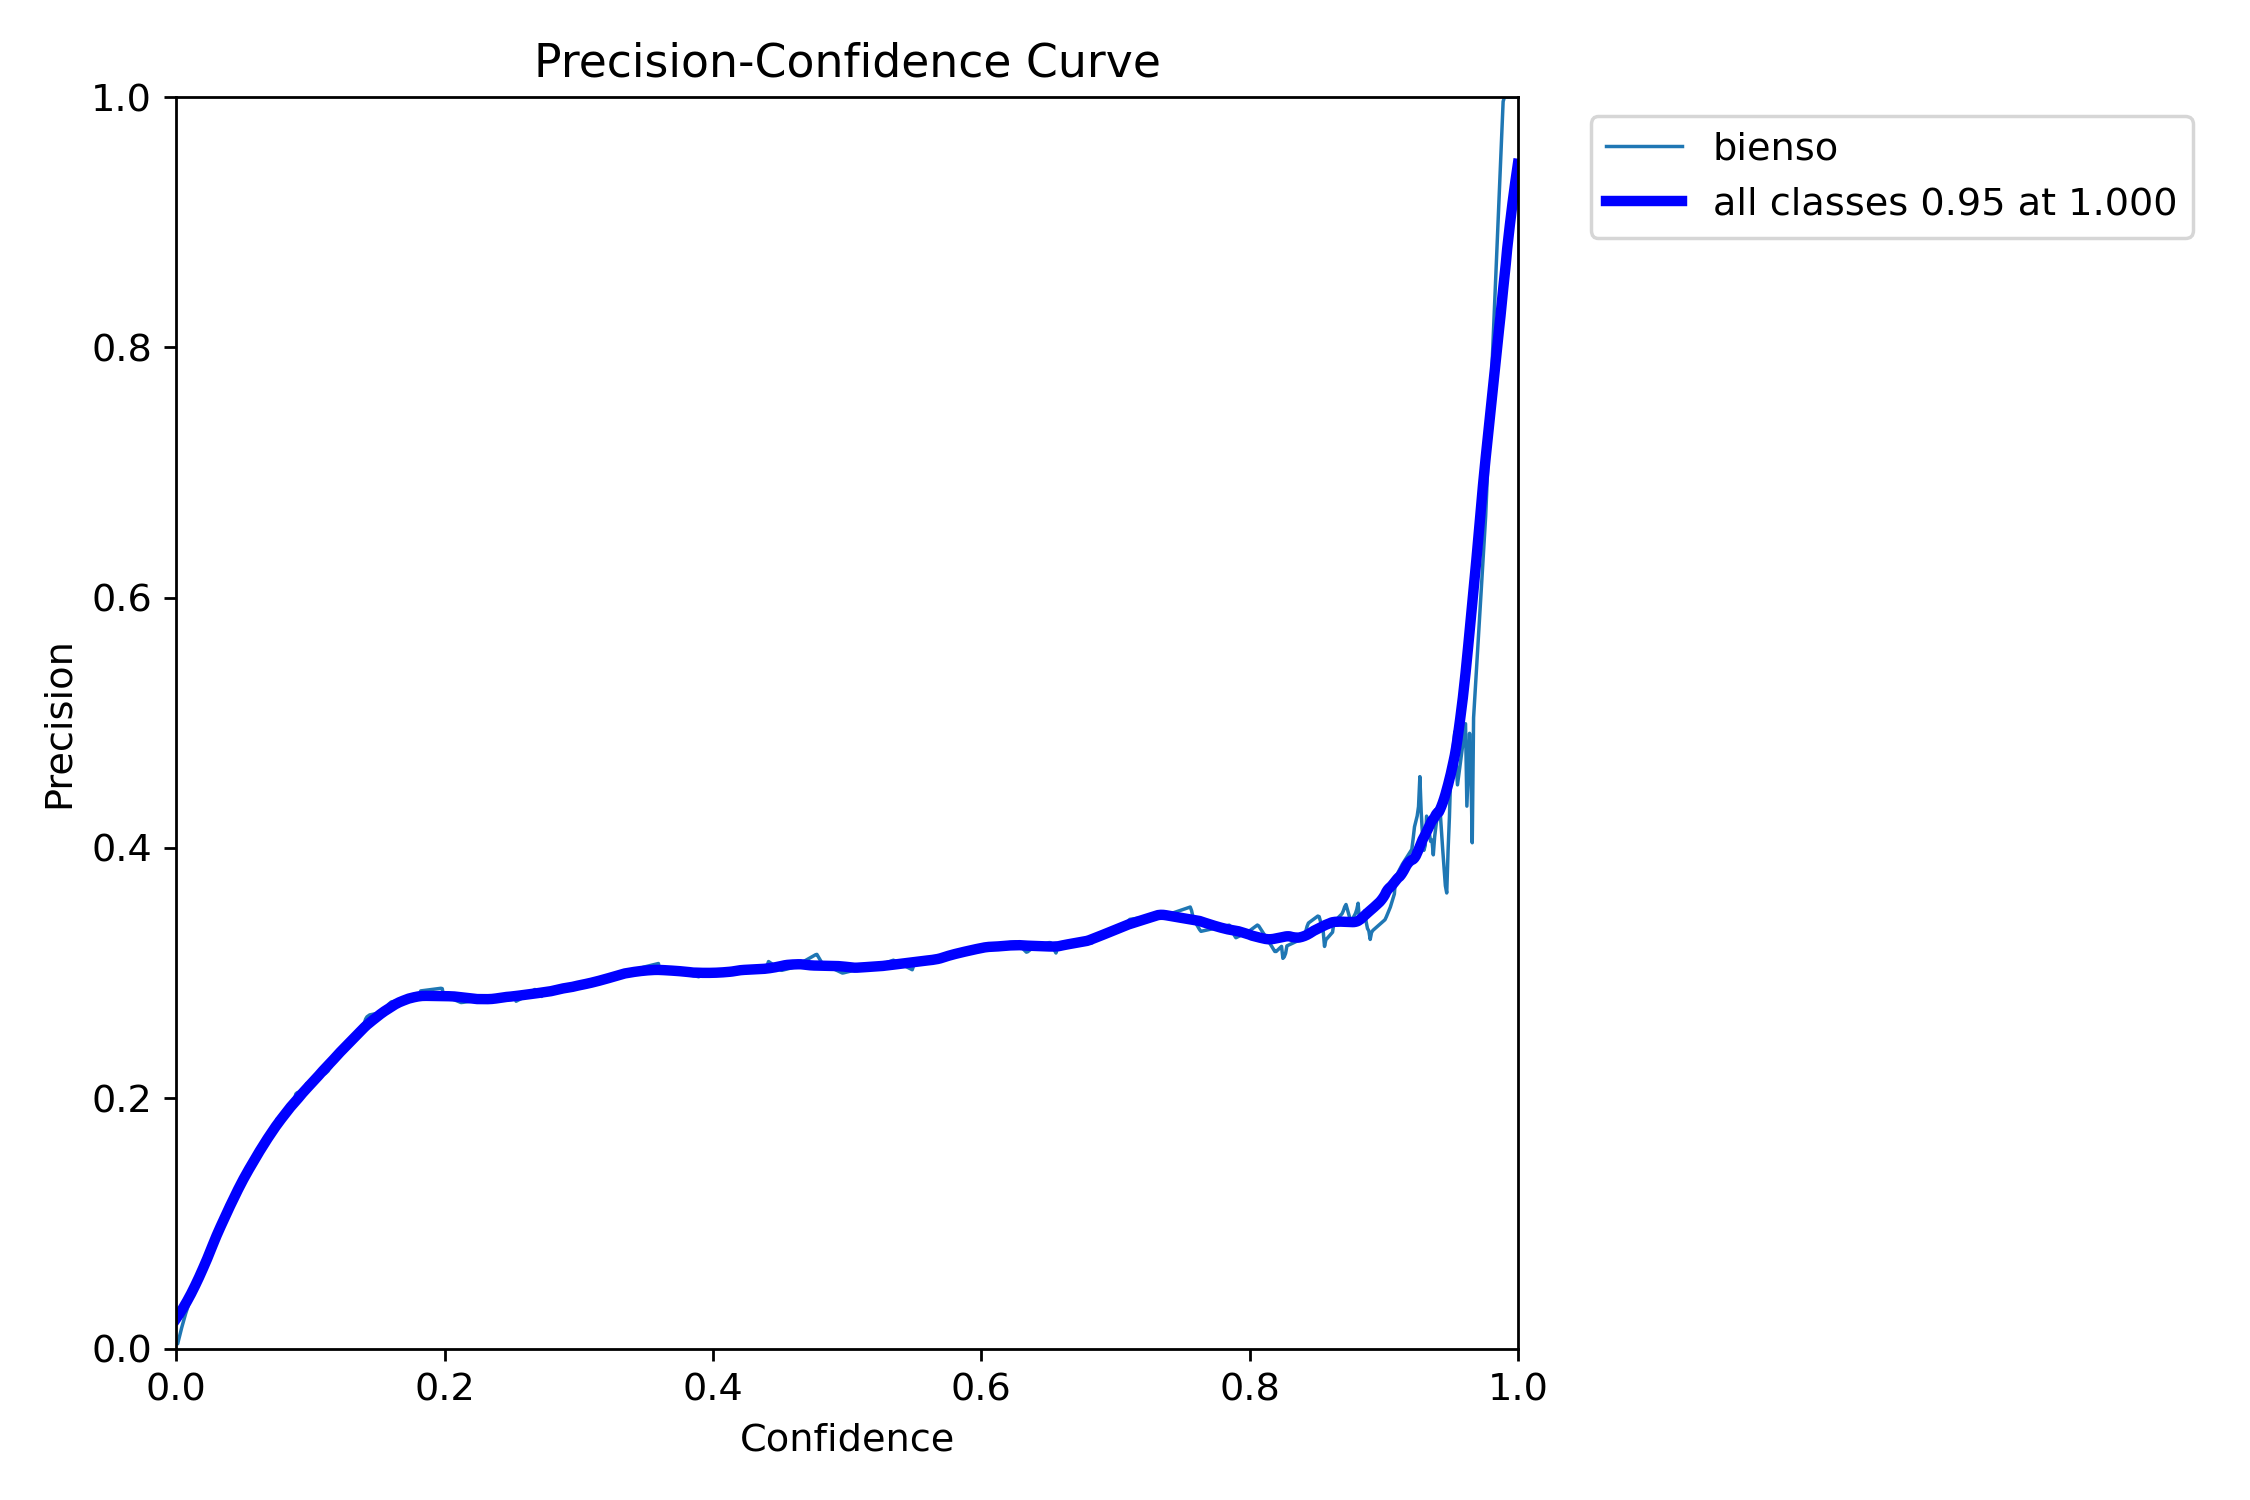 Precision-Confidence Curve
bienso
all classes 0.95 at 1.000
Precision
1.0
0.8
0.6
0.4
0.2
0.0
0.0 0.2 0.4 0.6 0.8 1.0
Confidence